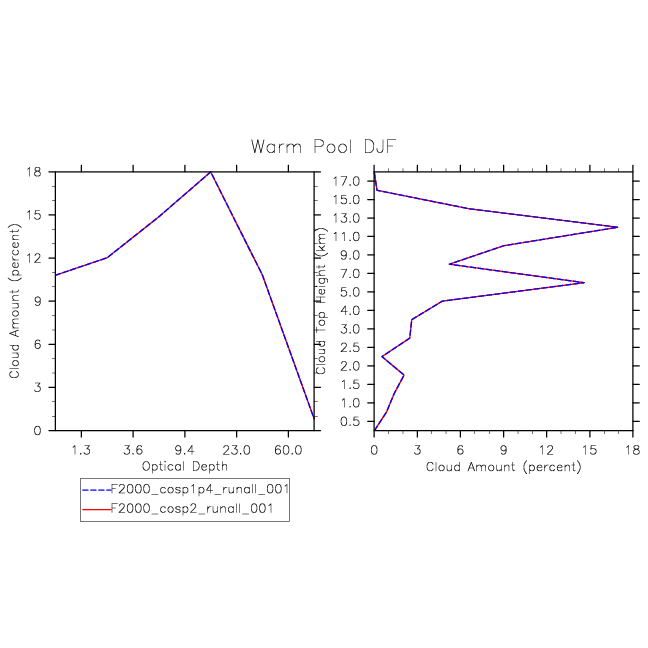 Warm Pool DJF
Cloud Amount (percent)
18
15
12
9
6
3
0
1.3 3.6 9.4 23.0 60.0
Optical Depth
Cloud Top Height (km)
17.0
15.0
13.0
11.0
9.0
7.0
5.0
4.0
3.0
2.5
2.0
1.5
1.0
0.5
0 3 6 9 12 15 18
Cloud Amount (percent)
F2000_cosp1p4_runall_001
F2000_cosp2_runall_001